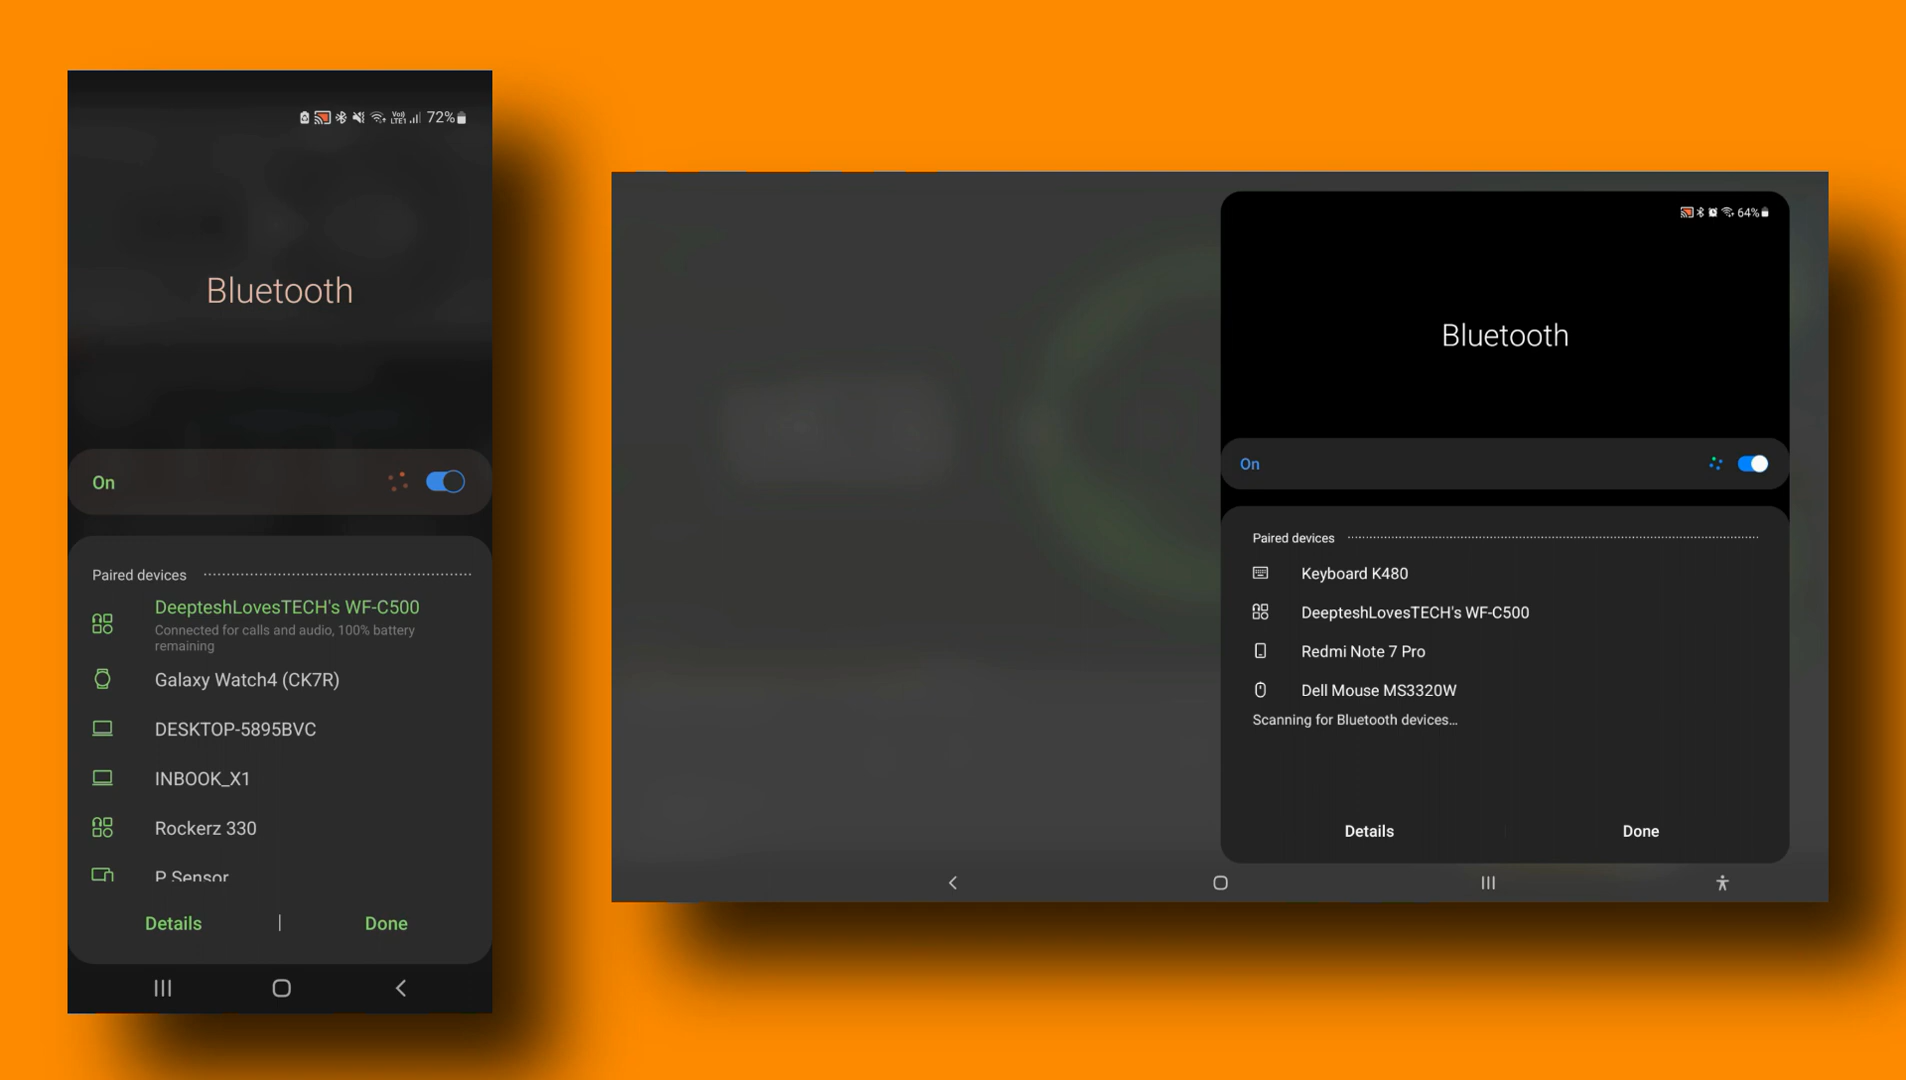 72%
Bluetooth
On
Paired devices
DeepteshLovesTECH's WF-C500
Connected for calls and audio, 100% battery
remaining
Galaxy Watch4 (CK7R)
DESKTOP-5895BVC
INBOOK_X1
Rockerz 330
P Sensor
Details
Done
64%
Bluetooth
On
Paired devices
Keyboard K480
DeepteshLovesTECH's WF-C500
Redmi Note 7 Pro
Dell Mouse MS3320W
Scanning for Bluetooth devices...
Details
Done